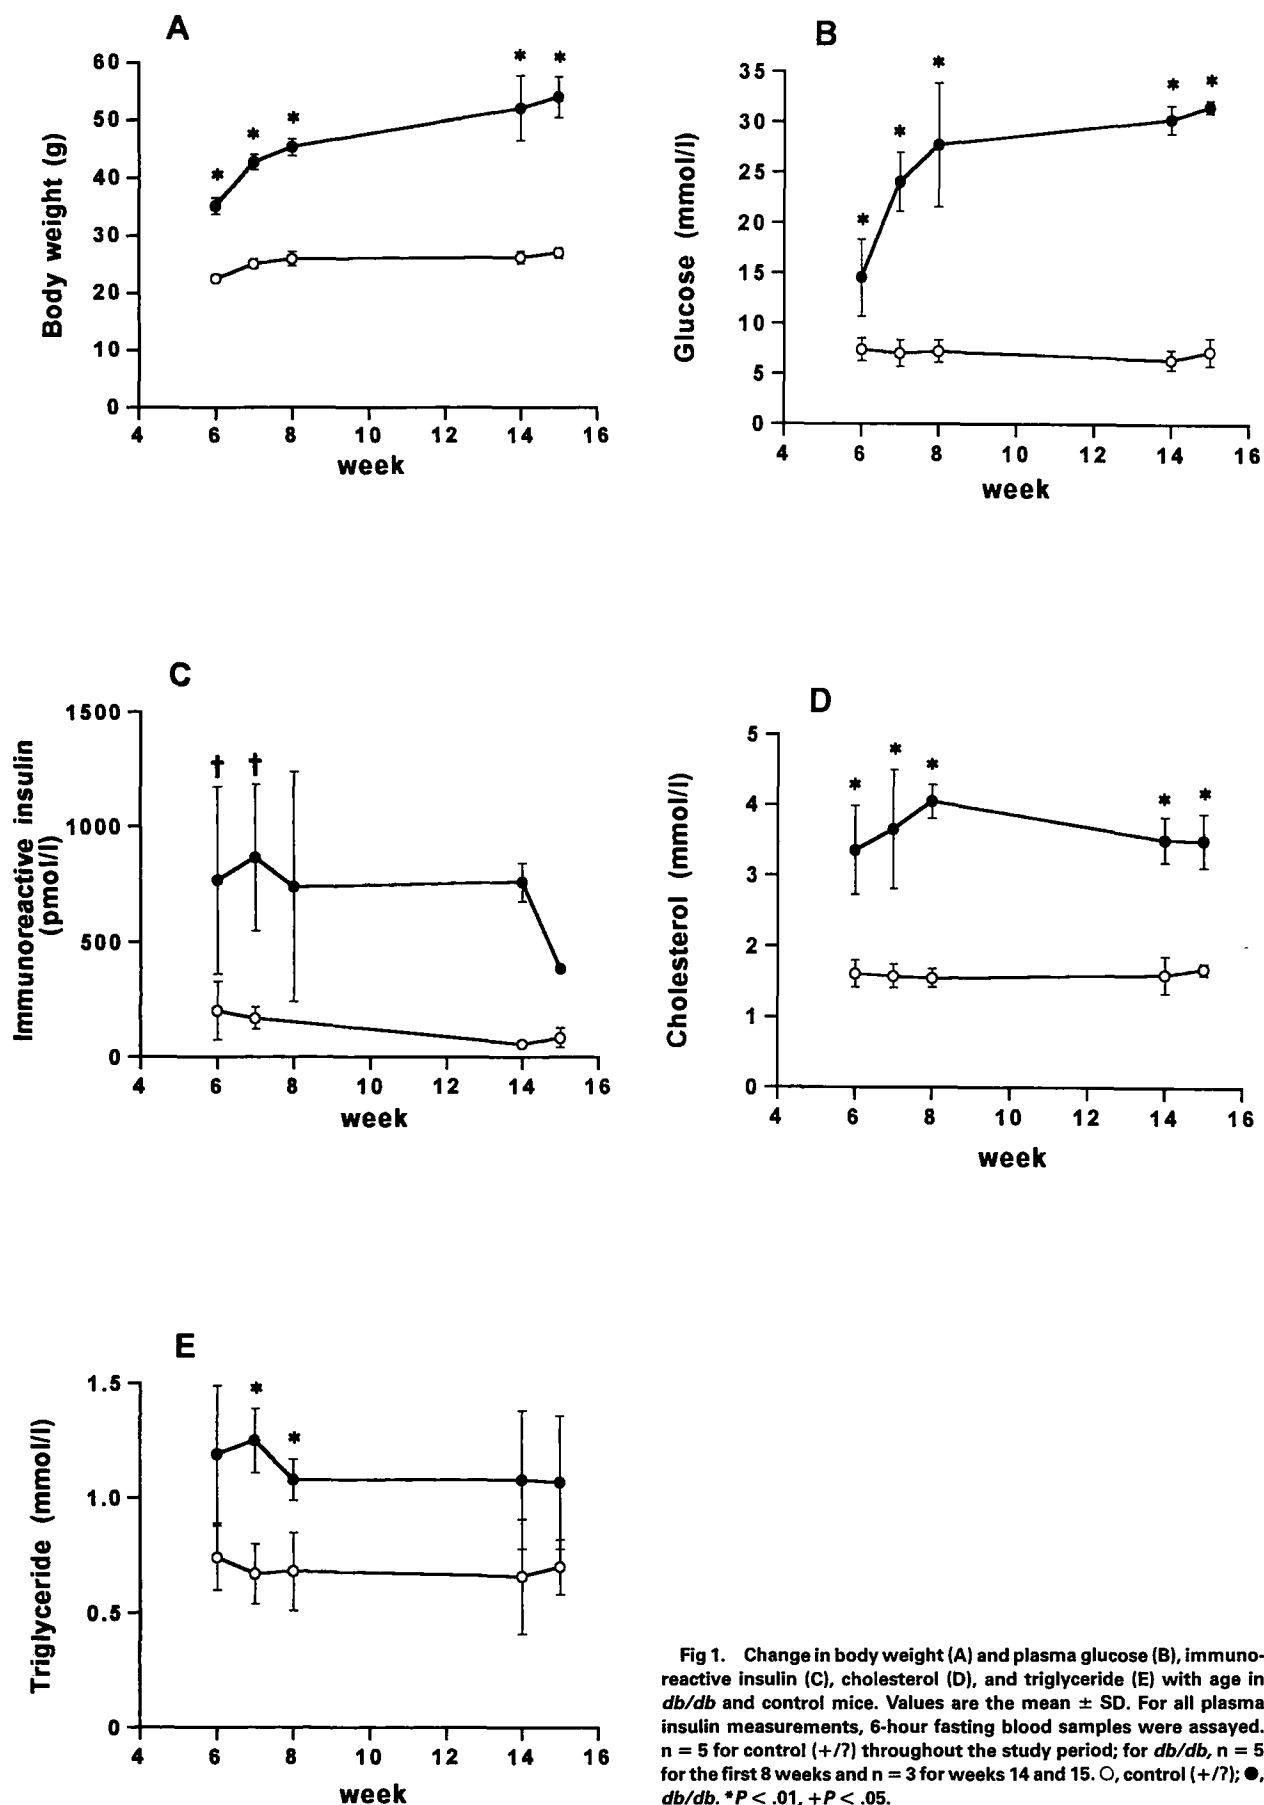 A
60
50
40
30
20
10
0
Body weight (g)
* * * * *
4 6 8 10 12 14 16
week
B
35
30
25
20
15
10
5
0
Glucose (mmol/l)
* * * * *
4 6 8 10 12 14 16
week
C
1500
1000
500
0
Immunoreactive insulin
(pmol/l)
† †
4 6 8 10 12 14 16
week
D
5
4
3
2
1
0
Cholesterol (mmol/l)
* * * * *
4 6 8 10 12 14 16
week
E
1.5
1.0
0.5
0
Triglyceride (mmol/l)
* *
4 6 8 10 12 14 16
week
Fig 1. Change in body weight (A) and plasma glucose (B), immuno-
reactive insulin (C), cholesterol (D), and triglyceride (E) with age in
db/db and control mice. Values are the mean ± SD. For all plasma
insulin measurements, 6-hour fasting blood samples were assayed.
n = 5 for control (+/?) throughout the study period; for db/db, n = 5
for the first 8 weeks and n = 3 for weeks 14 and 15. ○, control (+/?); ●,
db/db. *P < .01, +P < .05.